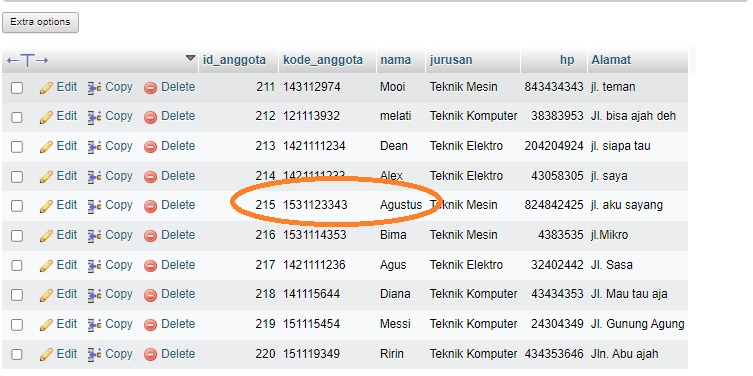 Extra options
←T→ id_anggota kode_anggota nama jurusan hp Alamat
Edit Copy Delete 211 143112974 Mooi Teknik Mesin 843434343 jl. teman
Edit Copy Delete 212 121113932 melati Teknik Komputer 38383953 Jl. bisa ajah deh
Edit Copy Delete 213 1421111234 Dean Teknik Elektro 204204924 jl. siapa tau
Edit Copy Delete 214 1421111233 Alex Teknik Elektro 43058305 jl. saya
Edit Copy Delete 215 1531123343 Agustus Teknik Mesin 824842425 jl. aku sayang
Edit Copy Delete 216 1531114353 Bima Teknik Mesin 4383535 jl.Mikro
Edit Copy Delete 217 1421111236 Agus Teknik Elektro 32402442 Jl. Sasa
Edit Copy Delete 218 141115644 Diana Teknik Komputer 43434353 Jl. Mau tau aja
Edit Copy Delete 219 151115454 Messi Teknik Komputer 24304349 Jl. Gunung Agung
Edit Copy Delete 220 151119349 Ririn Teknik Komputer 434353646 Jln. Abu ajah